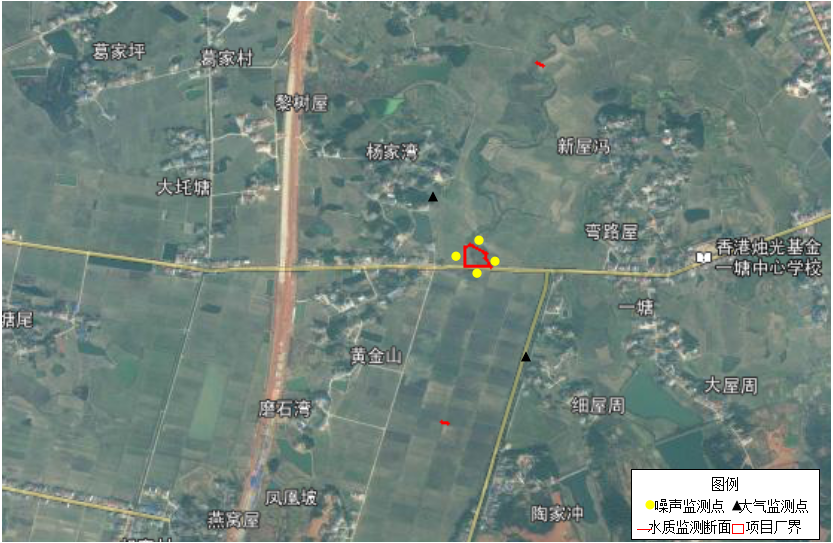 葛家坪
葛家村
黎树屋
杨家湾
新屋冯
大圫塘
弯路屋
香港烛光基金
一塘中心学校
塘尾
一塘
黄金山
大屋周
磨石湾
细屋周
凤凰坡
燕窝屋
陶家冲
图例
噪声监测点 大气监测点
水质监测断面 项目厂界